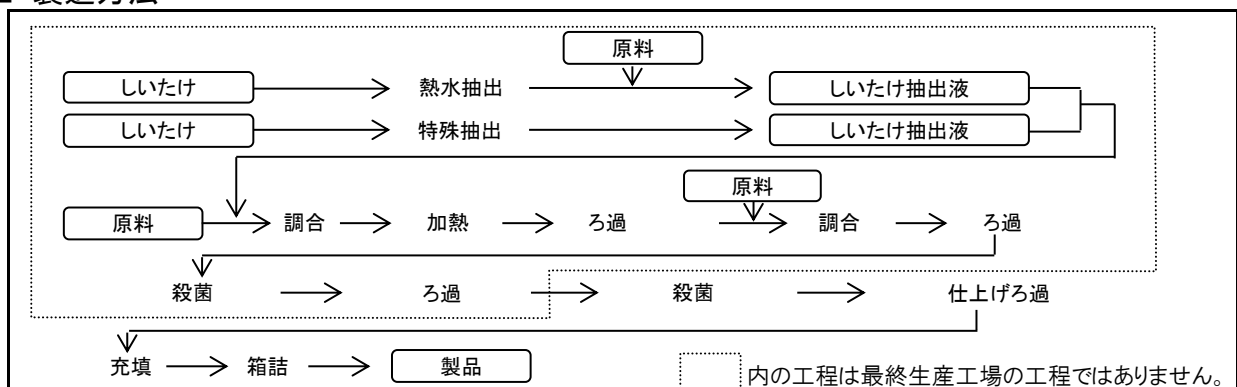 原料
しいたけ 熱水抽出 しいたけ抽出液
しいたけ 特殊抽出 しいたけ抽出液
原料
原料 調合 加熱 ろ過 調合 ろ過
殺菌 ろ過 殺菌 仕上げろ過
充填 箱詰 製品
内の工程は最終生産工場の工程ではありません。